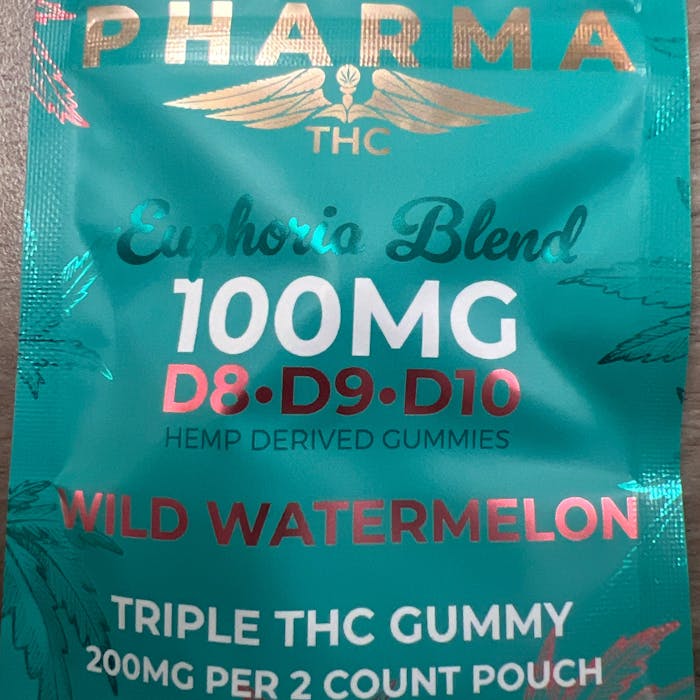 PHARMA
THC
Euphoria Blend
100MG
D8•D9•D10
HEMP DERIVED GUMMIES
WILD WATERMELON
TRIPLE THC GUMMY
200MG PER 2 COUNT POUCH